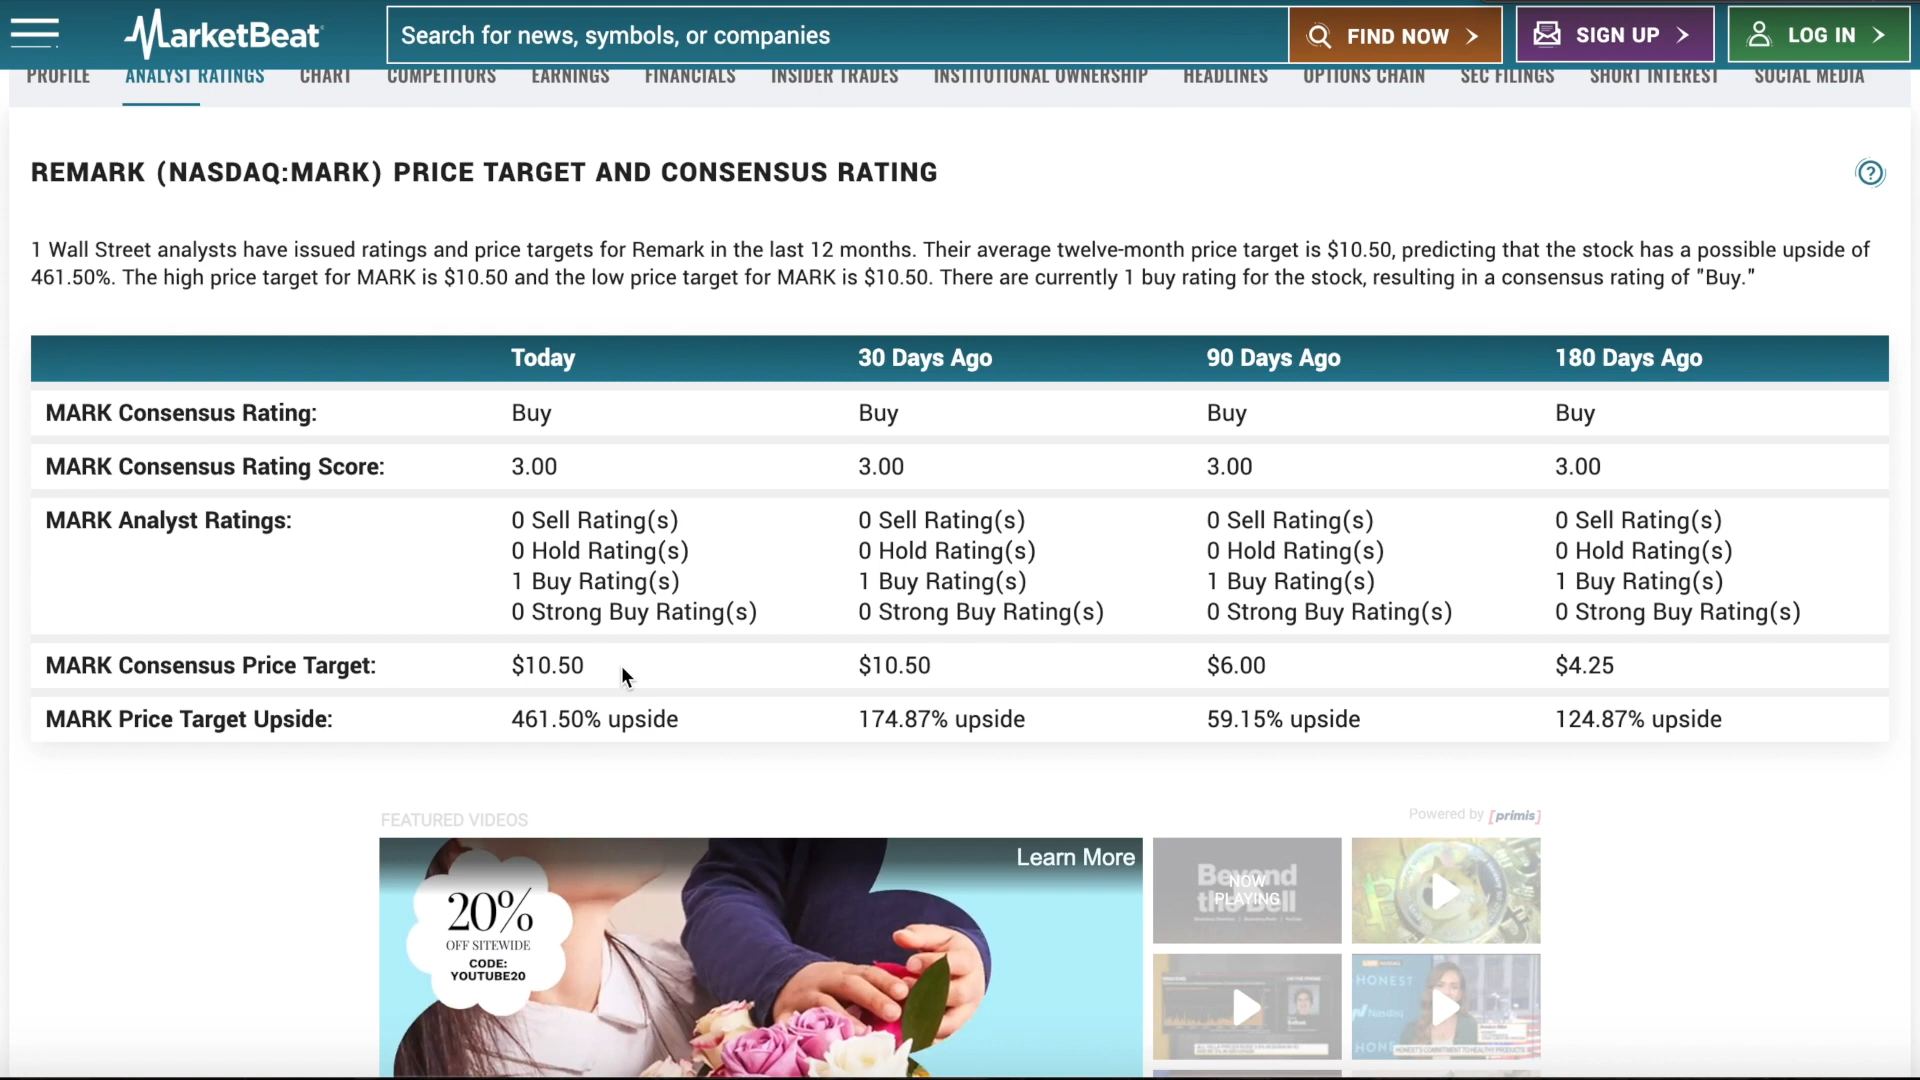 MarketBeat
Search for news, symbols, or companies
FIND NOW
SIGN UP
LOG IN
PROFILE ANALYST RATINGS CHART COMPETITORS EARNINGS FINANCIALS INSIDER TRADES INSTITUTIONAL OWNERSHIP HEADLINES OPTIONS CHAIN SEC FILINGS SHORT INTEREST SOCIAL MEDIA
REMARK (NASDAQ:MARK) PRICE TARGET AND CONSENSUS RATING
?
1 Wall Street analysts have issued ratings and price targets for Remark in the last 12 months. Their average twelve-month price target is $10.50, predicting that the stock has a possible upside of
461.50%. The high price target for MARK is $10.50 and the low price target for MARK is $10.50. There are currently 1 buy rating for the stock, resulting in a consensus rating of "Buy."
Today 30 Days Ago 90 Days Ago 180 Days Ago
MARK Consensus Rating: Buy Buy Buy Buy
MARK Consensus Rating Score: 3.00 3.00 3.00 3.00
MARK Analyst Ratings: 0 Sell Rating(s) 0 Sell Rating(s) 0 Sell Rating(s) 0 Sell Rating(s)
0 Hold Rating(s) 0 Hold Rating(s) 0 Hold Rating(s) 0 Hold Rating(s)
1 Buy Rating(s) 1 Buy Rating(s) 1 Buy Rating(s) 1 Buy Rating(s)
0 Strong Buy Rating(s) 0 Strong Buy Rating(s) 0 Strong Buy Rating(s) 0 Strong Buy Rating(s)
MARK Consensus Price Target: $10.50 $10.50 $6.00 $4.25
MARK Price Target Upside: 461.50% upside 174.87% upside 59.15% upside 124.87% upside
FEATURED VIDEOS
Powered by [primis]
Learn More
20%
OFF SITEWIDE
CODE:
YOUTUBE20
Beyond
the Bell
NOW
PLAYING
HONEST
Nasdaq
HONEST'S COMMITMENT TO HEALTHY PRODUCTS